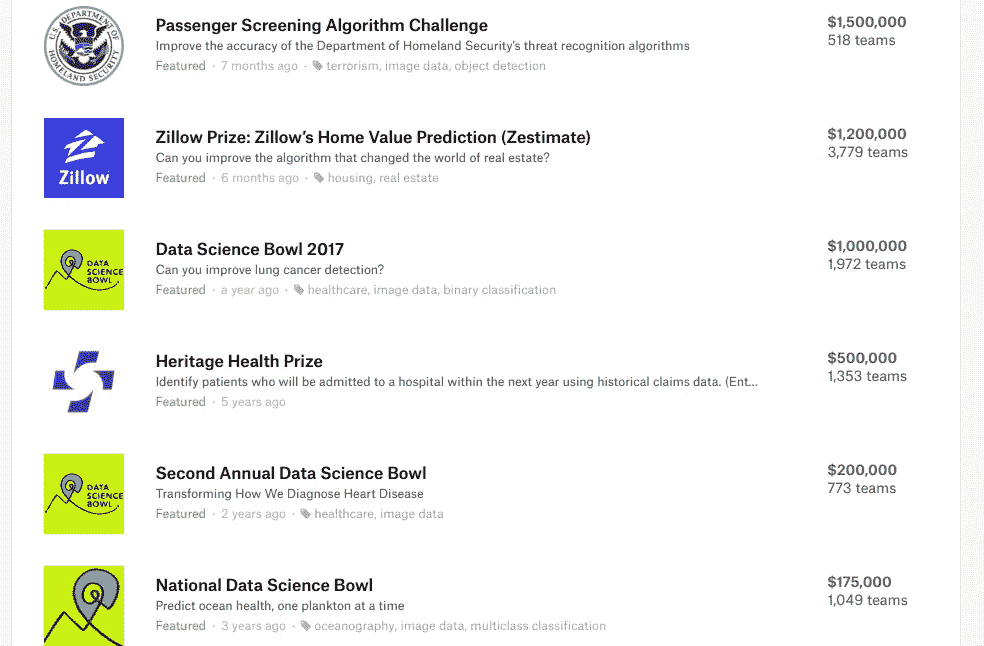 U.S. DEPARTMENT OF HOMELAND SECURITY
Passenger Screening Algorithm Challenge
Improve the accuracy of the Department of Homeland Security's threat recognition algorithms
Featured · 7 months ago · terrorism, image data, object detection
$1,500,000
518 teams
Zillow
Zillow Prize: Zillow's Home Value Prediction (Zestimate)
Can you improve the algorithm that changed the world of real estate?
Featured · 6 months ago · housing, real estate
$1,200,000
3,779 teams
DATA
SCIENCE
BOWL
Data Science Bowl 2017
Can you improve lung cancer detection?
Featured · a year ago · healthcare, image data, binary classification
$1,000,000
1,972 teams
Heritage Health Prize
Identify patients who will be admitted to a hospital within the next year using historical claims data. (Ent...
Featured · 5 years ago
$500,000
1,353 teams
DATA
SCIENCE
BOWL
Second Annual Data Science Bowl
Transforming How We Diagnose Heart Disease
Featured · 2 years ago · healthcare, image data
$200,000
773 teams
National Data Science Bowl
Predict ocean health, one plankton at a time
Featured · 3 years ago · oceanography, image data, multiclass classification
$175,000
1,049 teams